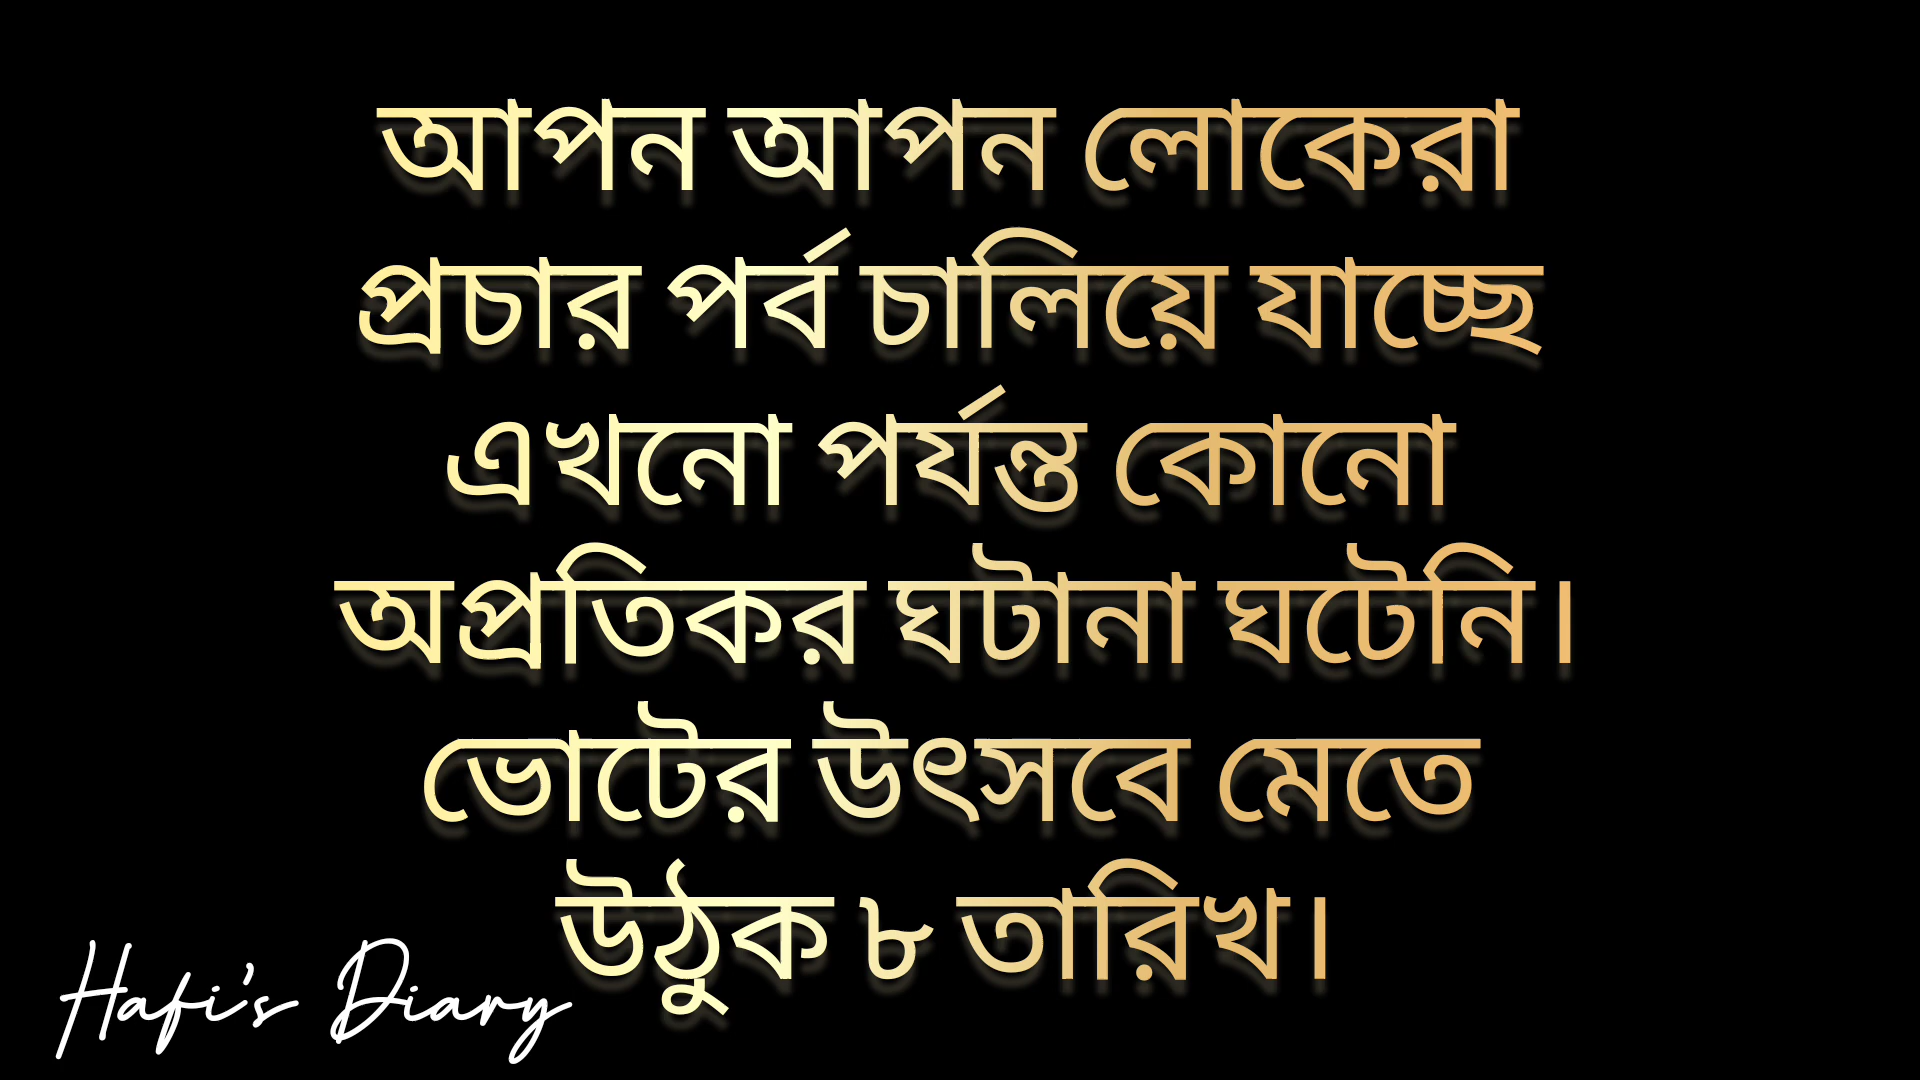 আপন আপন লোকেরা
প্রচার পর্ব চালিয়ে যাচ্ছে
এখনো পর্যন্ত কোনো
অপ্রতিকর ঘটানা ঘটেনি।
ভোটের উৎসবে মেতে
উঠুক ৮ তারিখ।
Hafi's Diary